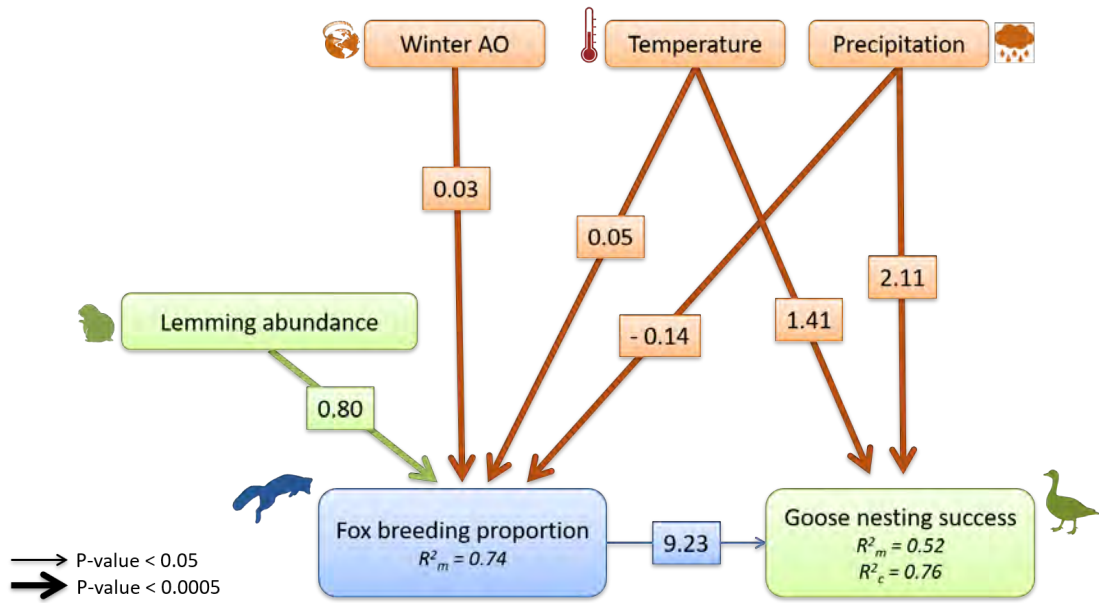 Winter AO
Temperature
Precipitation
0.03
0.05
2.11
- 0.14
1.41
Lemming abundance
0.80
Fox breeding proportion
R²m = 0.74
9.23
Goose nesting success
R²m = 0.52
R²c = 0.76
P-value < 0.05
P-value < 0.0005